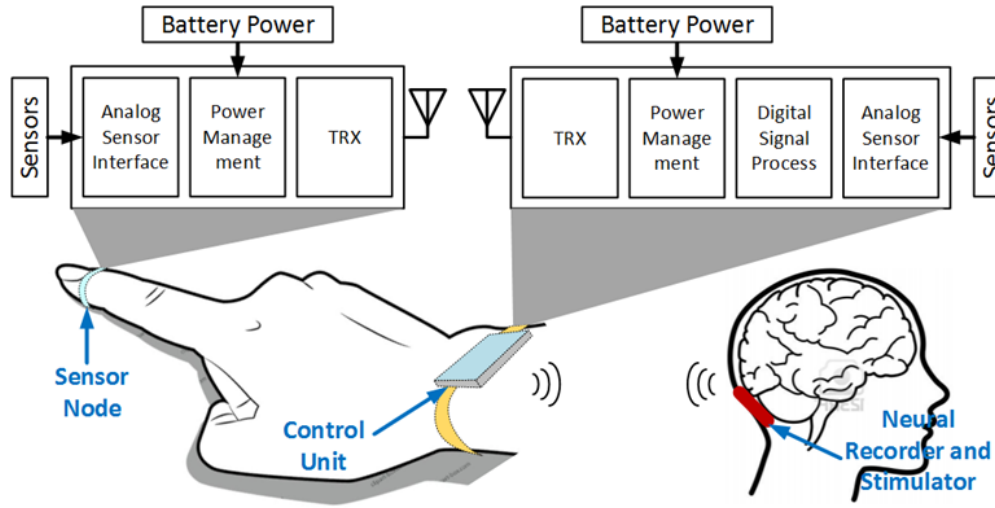 Battery Power
Battery Power
Sensors
Analog
Sensor
Interface
Power
Manage
ment
TRX
TRX
Power
Manage
ment
Digital
Signal
Process
Analog
Sensor
Interface
Sensors
Sensor
Node
Control
Unit
Neural
Recorder and
Stimulator